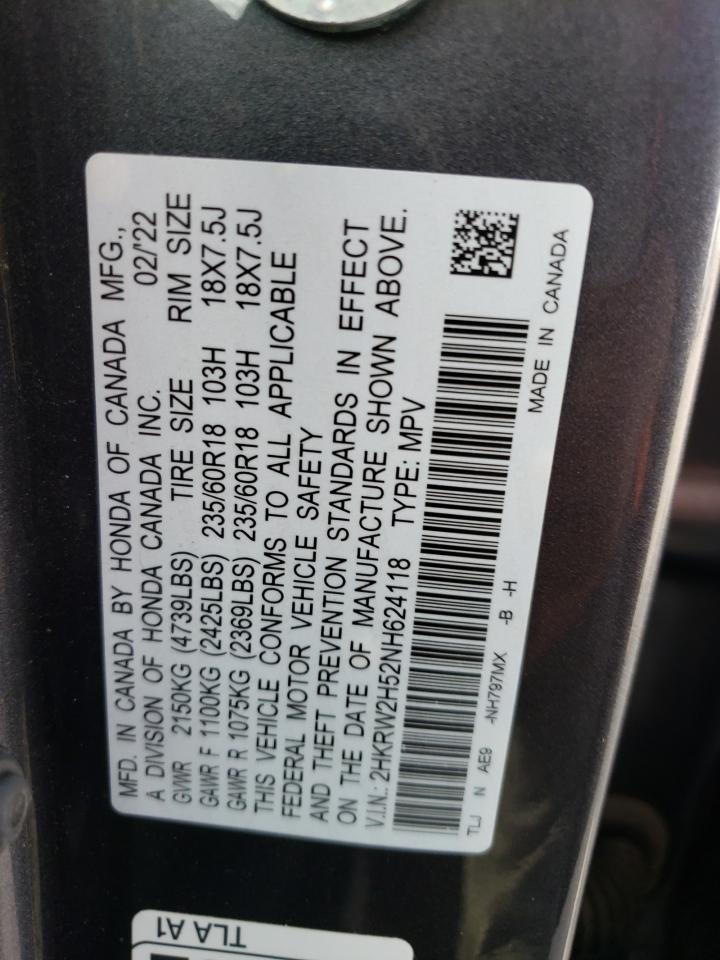 MFD. IN CANADA BY HONDA OF CANADA MFG.,
A DIVISION OF HONDA CANADA INC. 02/'22
GVWR 2150KG (4739LBS) TIRE SIZE RIM SIZE
GAWR F 1100KG (2425LBS) 235/60R18 103H 18X7.5J
GAWR R 1075KG (2369LBS) 235/60R18 103H 18X7.5J
THIS VEHICLE CONFORMS TO ALL APPLICABLE
FEDERAL MOTOR VEHICLE SAFETY
AND THEFT PREVENTION STANDARDS IN EFFECT
ON THE DATE OF MANUFACTURE SHOWN ABOVE.
V.I.N.: 2HKRW2H52NH624118 TYPE: MPV
TLJ N AE9 -NH797MX -B -H
MADE IN CANADA
TLA A1